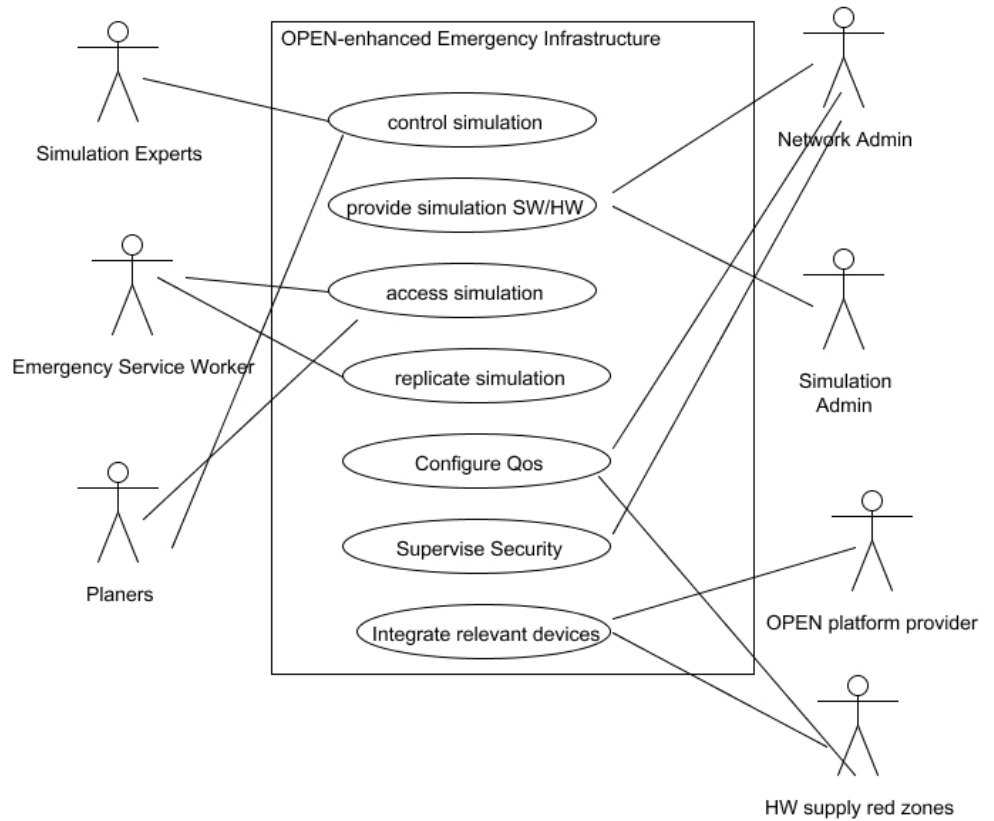 OPEN-enhanced Emergency Infrastructure
control simulation
Simulation Experts
Network Admin
provide simulation SW/HW
access simulation
Emergency Service Worker
replicate simulation
Simulation
Admin
Configure Qos
Supervise Security
Planers
OPEN platform provider
Integrate relevant devices
HW supply red zones